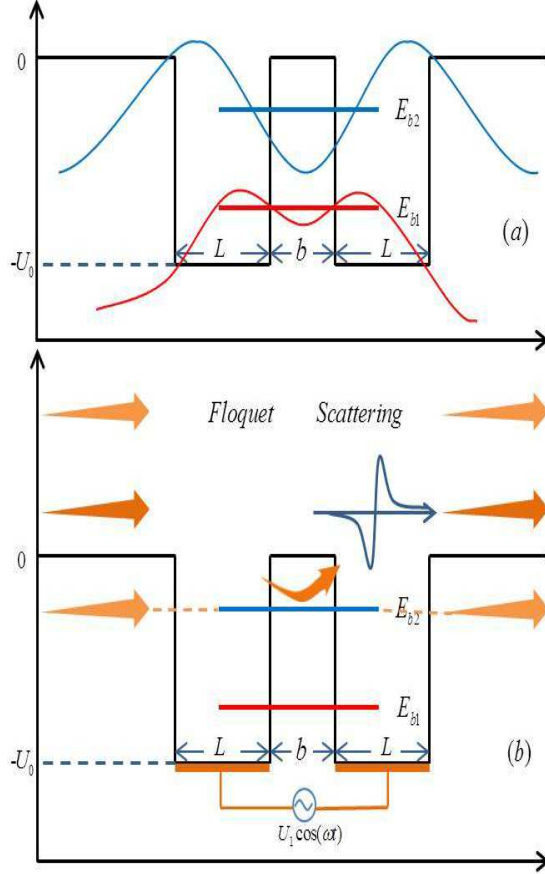 0
E_{b2}
E_{b1}
(a)
L b L
-U_0
Floquet Scattering
0
E_{b2}
E_{b1}
L b L
(b)
-U_0
U_1 cos(ωt)